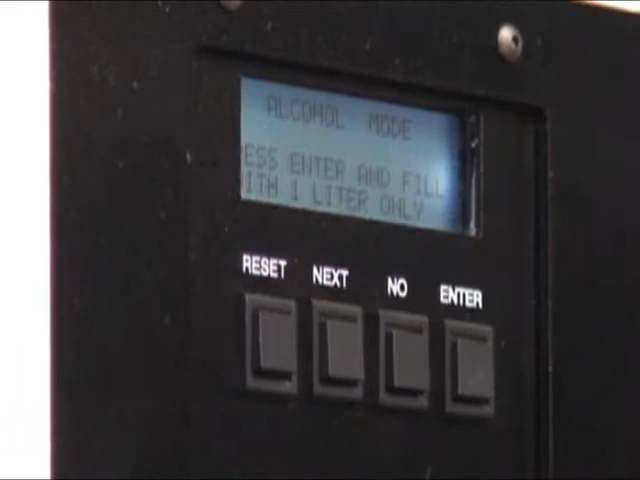 ALCOHOL MODE
ESS ENTER AND FILL
ITH 1 LITER ONLY
RESET NEXT NO ENTER